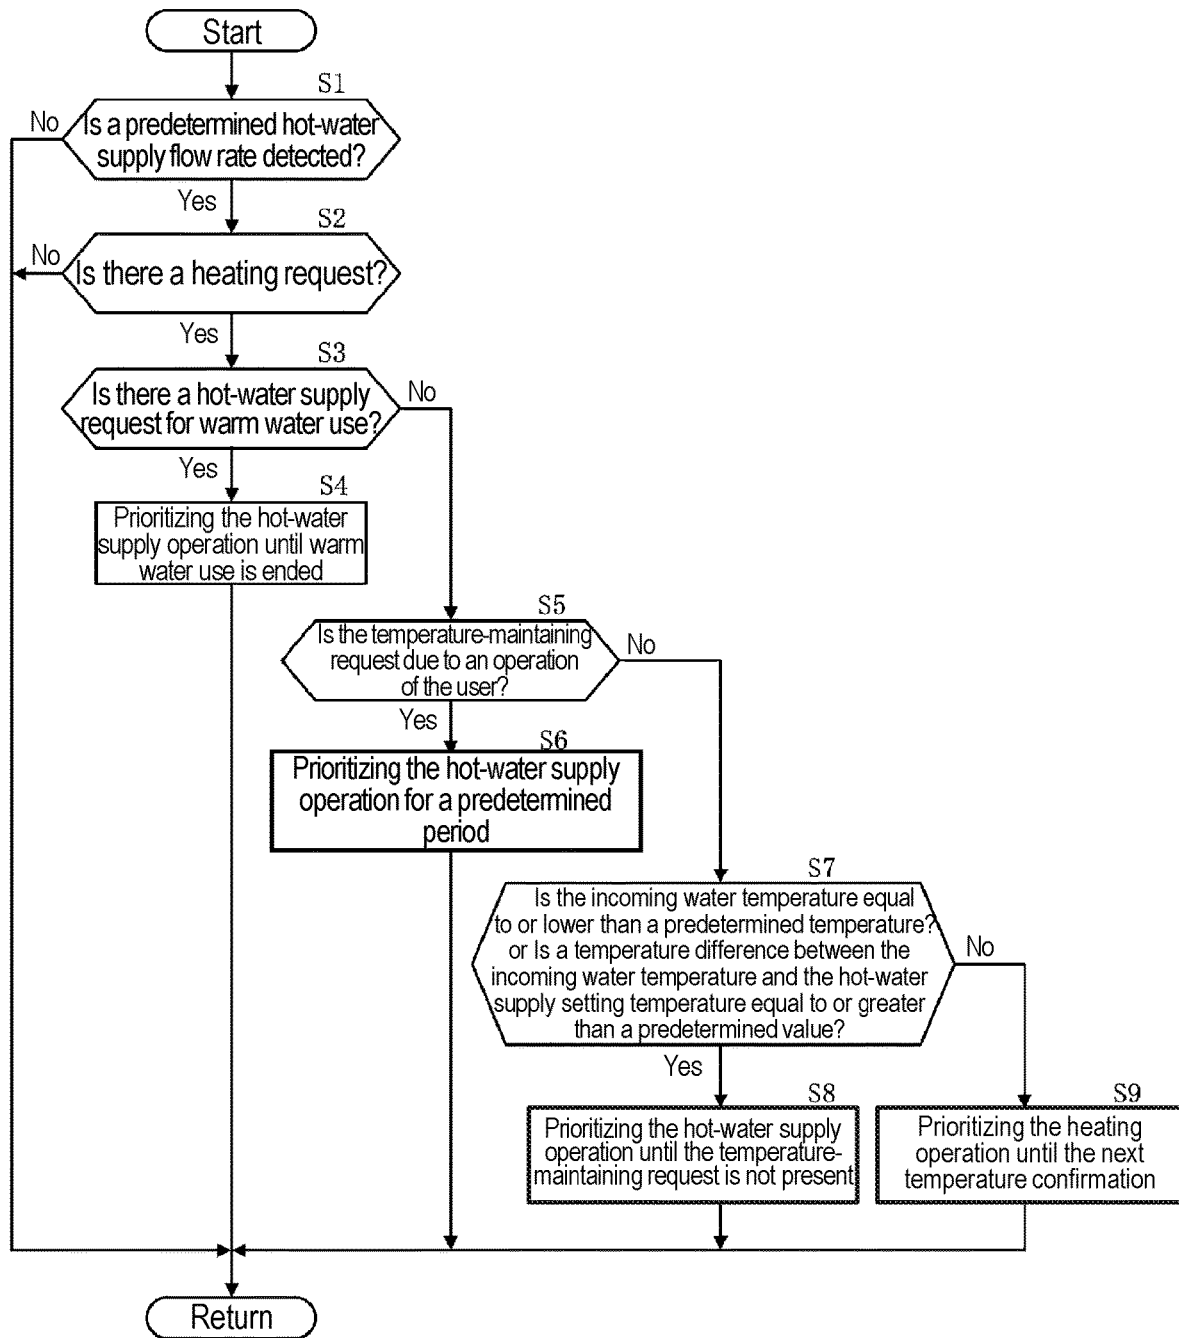 Start
S1
No
Is a predetermined hot-water
supply flow rate detected?
Yes
S2
No
Is there a heating request?
Yes
S3
Is there a hot-water supply
request for warm water use?
No
Yes
S4
Prioritizing the hot-water
supply operation until warm
water use is ended
S5
Is the temperature-maintaining
request due to an operation
of the user?
No
Yes
S6
Prioritizing the hot-water supply
operation for a predetermined
period
S7
Is the incoming water temperature equal
to or lower than a predetermined temperature?
or Is a temperature difference between the
incoming water temperature and the hot-water
supply setting temperature equal to or greater
than a predetermined value?
No
Yes
S8
Prioritizing the hot-water supply
operation until the temperature-
maintaining request is not present
S9
Prioritizing the heating
operation until the next
temperature confirmation
Return